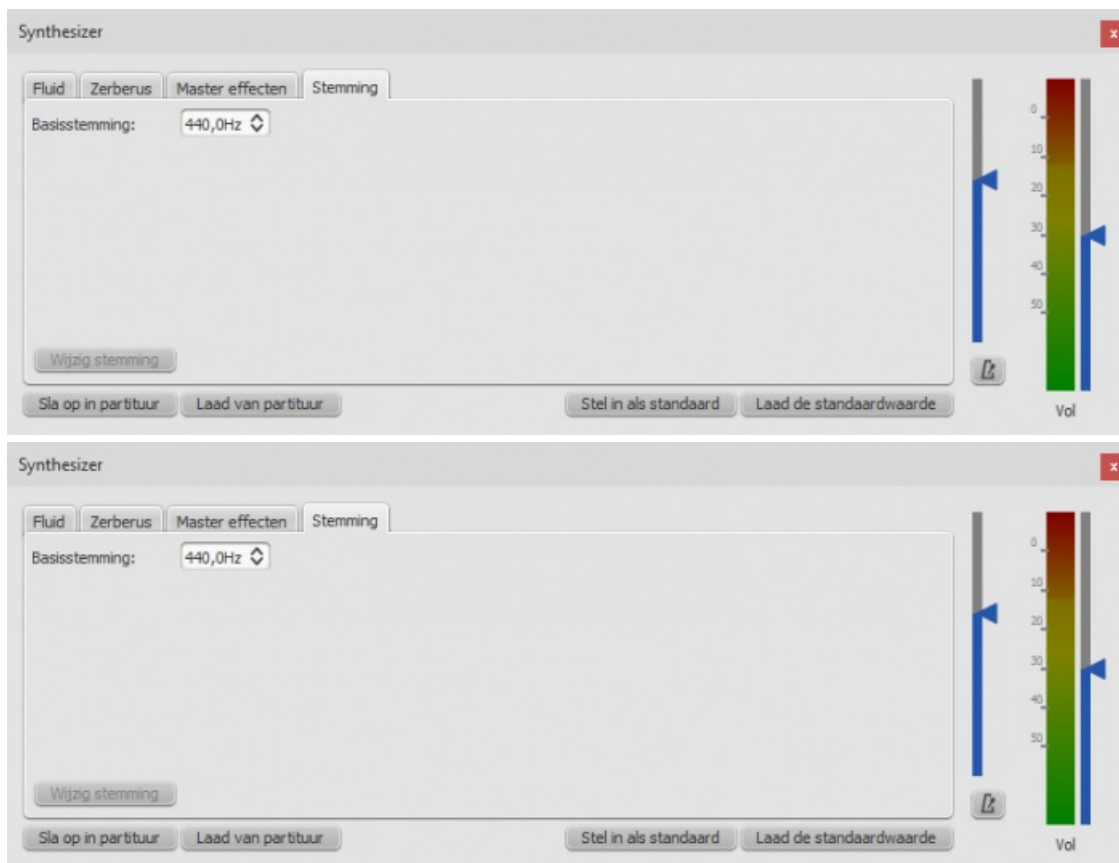 Synthesizer
x
Fluid Zerberus Master effecten Stemming
Basisstemming: 440,0Hz
0
10
20
30
40
50
Wijzig stemming
Sla op in partituur Laad van partituur Stel in als standaard Laad de standaardwaarde
Vol
Synthesizer
x
Fluid Zerberus Master effecten Stemming
Basisstemming: 440,0Hz
0
10
20
30
40
50
Wijzig stemming
Sla op in partituur Laad van partituur Stel in als standaard Laad de standaardwaarde
Vol